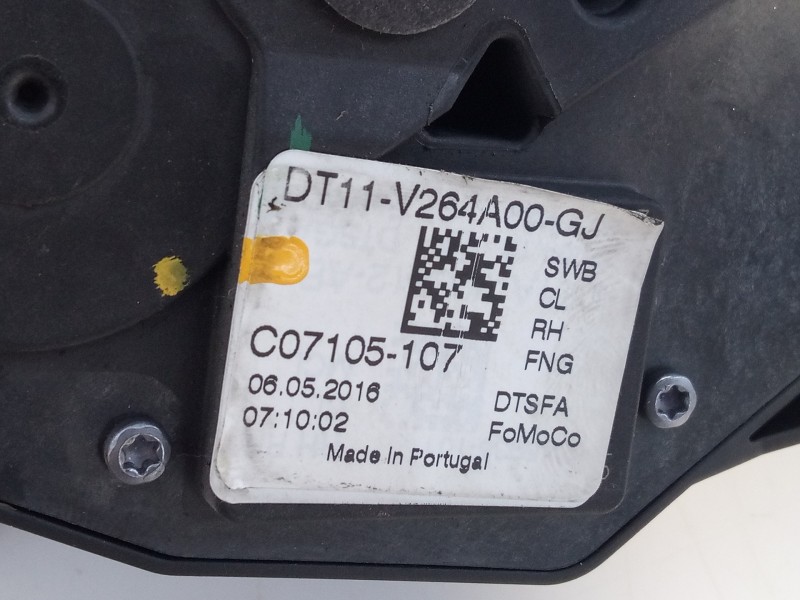 DT11-V264A00-GJ
SWB
CL
RH
FNG
C07105-107
06.05.2016
07:10:02
DTSFA
FoMoCo
Made In Portugal